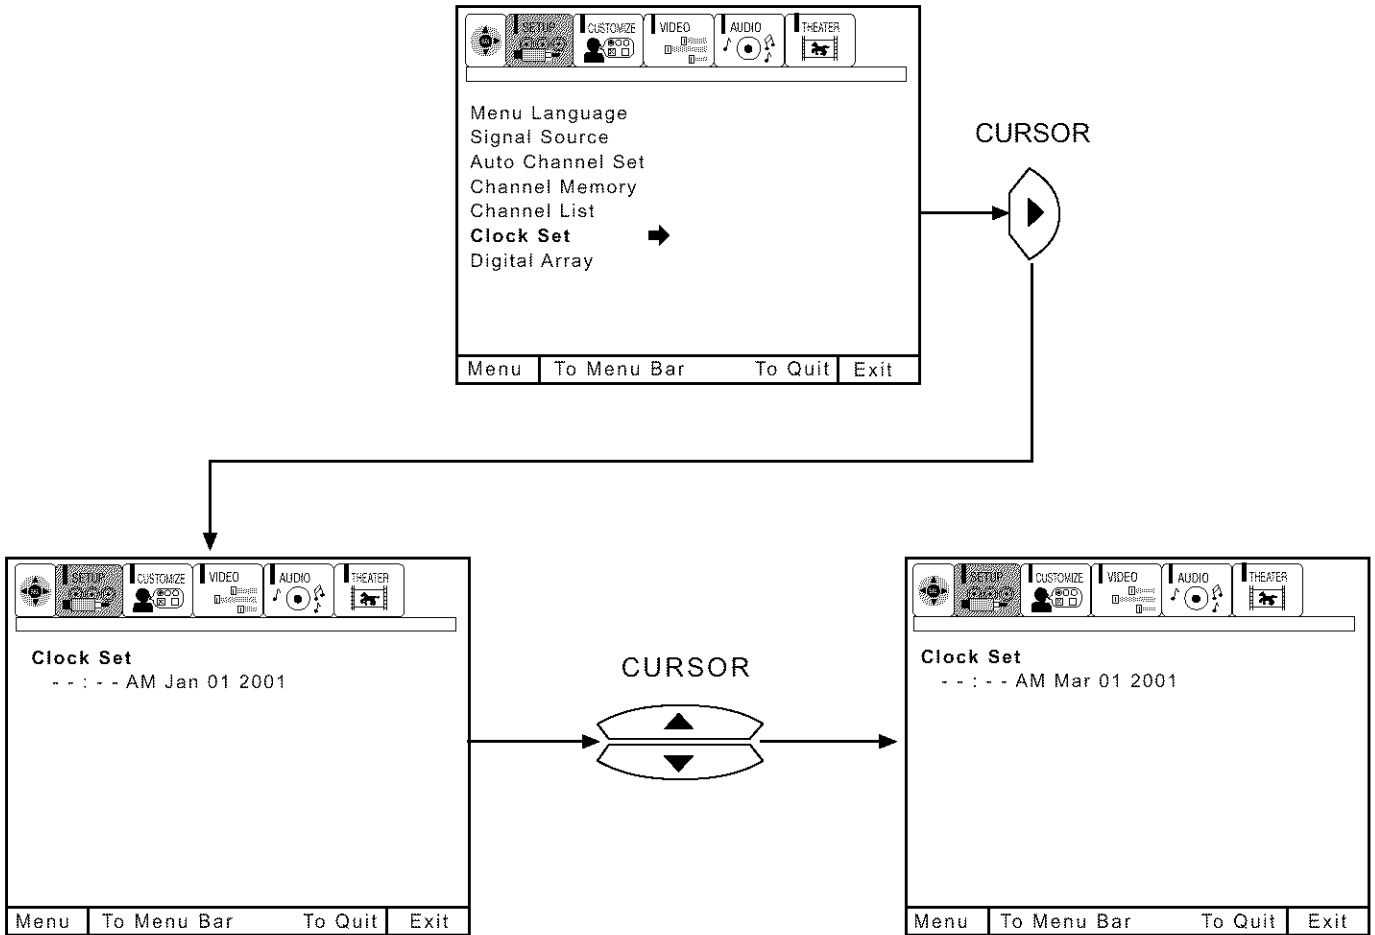 SETUP CUSTOMIZE VIDEO AUDIO THEATER
Menu Language
Signal Source
Auto Channel Set
Channel Memory
Channel List
Clock Set
Digital Array
Menu To Menu Bar To Quit Exit
CURSOR
SETUP CUSTOMIZE VIDEO AUDIO THEATER
Clock Set
- - : - - AM Jan 01 2001
Menu To Menu Bar To Quit Exit
CURSOR
SETUP CUSTOMIZE VIDEO AUDIO THEATER
Clock Set
- - : - - AM Mar 01 2001
Menu To Menu Bar To Quit Exit